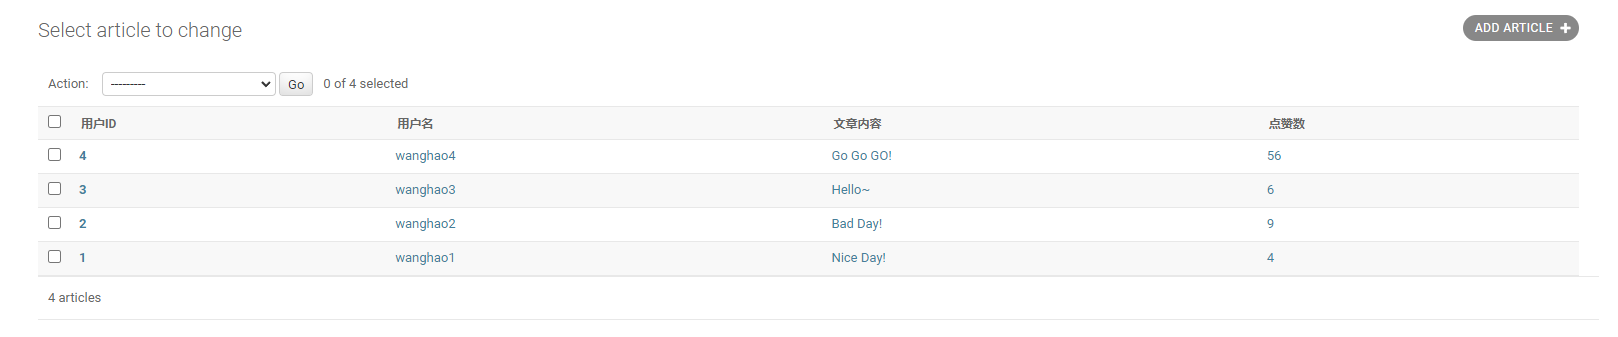 Select article to change
ADD ARTICLE +
Action: --------- Go 0 of 4 selected
用户ID 用户名 文章内容 点赞数
4 wanghao4 Go Go GO! 56
3 wanghao3 Hello~ 6
2 wanghao2 Bad Day! 9
1 wanghao1 Nice Day! 4
4 articles